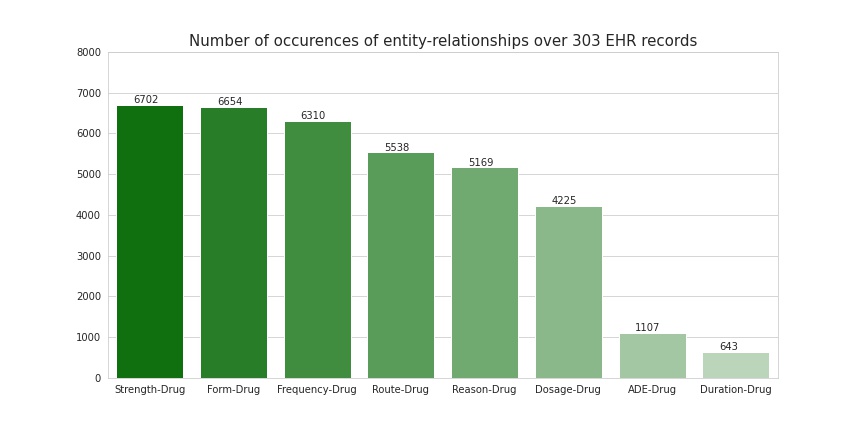 Number of occurences of entity-relationships over 303 EHR records
8000
7000
6000
5000
4000
3000
2000
1000
0
6702
6654
6310
5538
5169
4225
1107
643
Strength-Drug
Form-Drug
Frequency-Drug
Route-Drug
Reason-Drug
Dosage-Drug
ADE-Drug
Duration-Drug